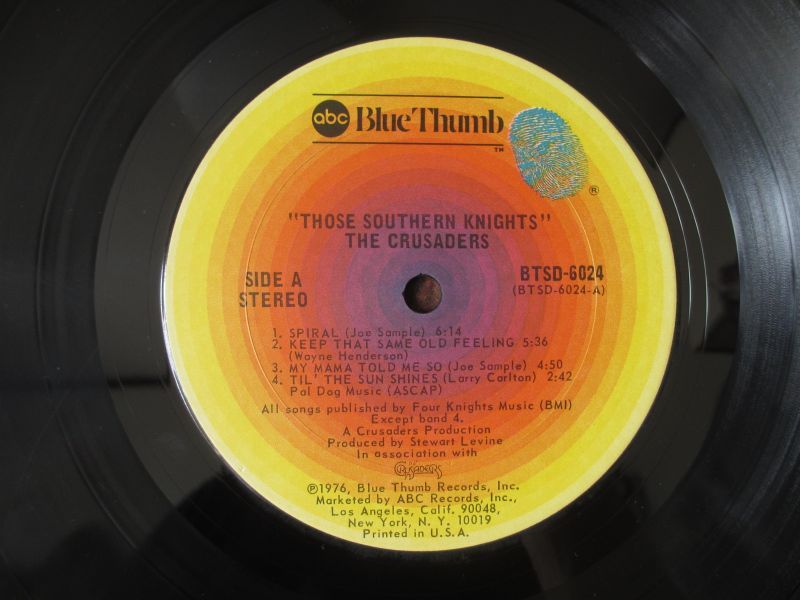 abc Blue Thumb ™
®
"THOSE SOUTHERN KNIGHTS"
THE CRUSADERS
SIDE A
STEREO
BTSD-6024
(BTSD-6024-A)
1. SPIRAL (Joe Sample) 6:14
2. KEEP THAT SAME OLD FEELING 5:36
(Wayne Henderson)
3. MY MAMA TOLD ME SO (Joe Sample) 4:50
4. TIL' THE SUN SHINES (Larry Carlton) 2:42
Pal Dog Music (ASCAP)
All songs published by Four Knights Music (BMI)
Except band 4.
A Crusaders Production
Produced by Stewart Levine
In association with
CRUSADERS
℗1976, Blue Thumb Records, Inc.
Marketed by ABC Records, Inc.,
Los Angeles, Calif. 90048,
New York, N. Y. 10019
Printed in U.S.A.